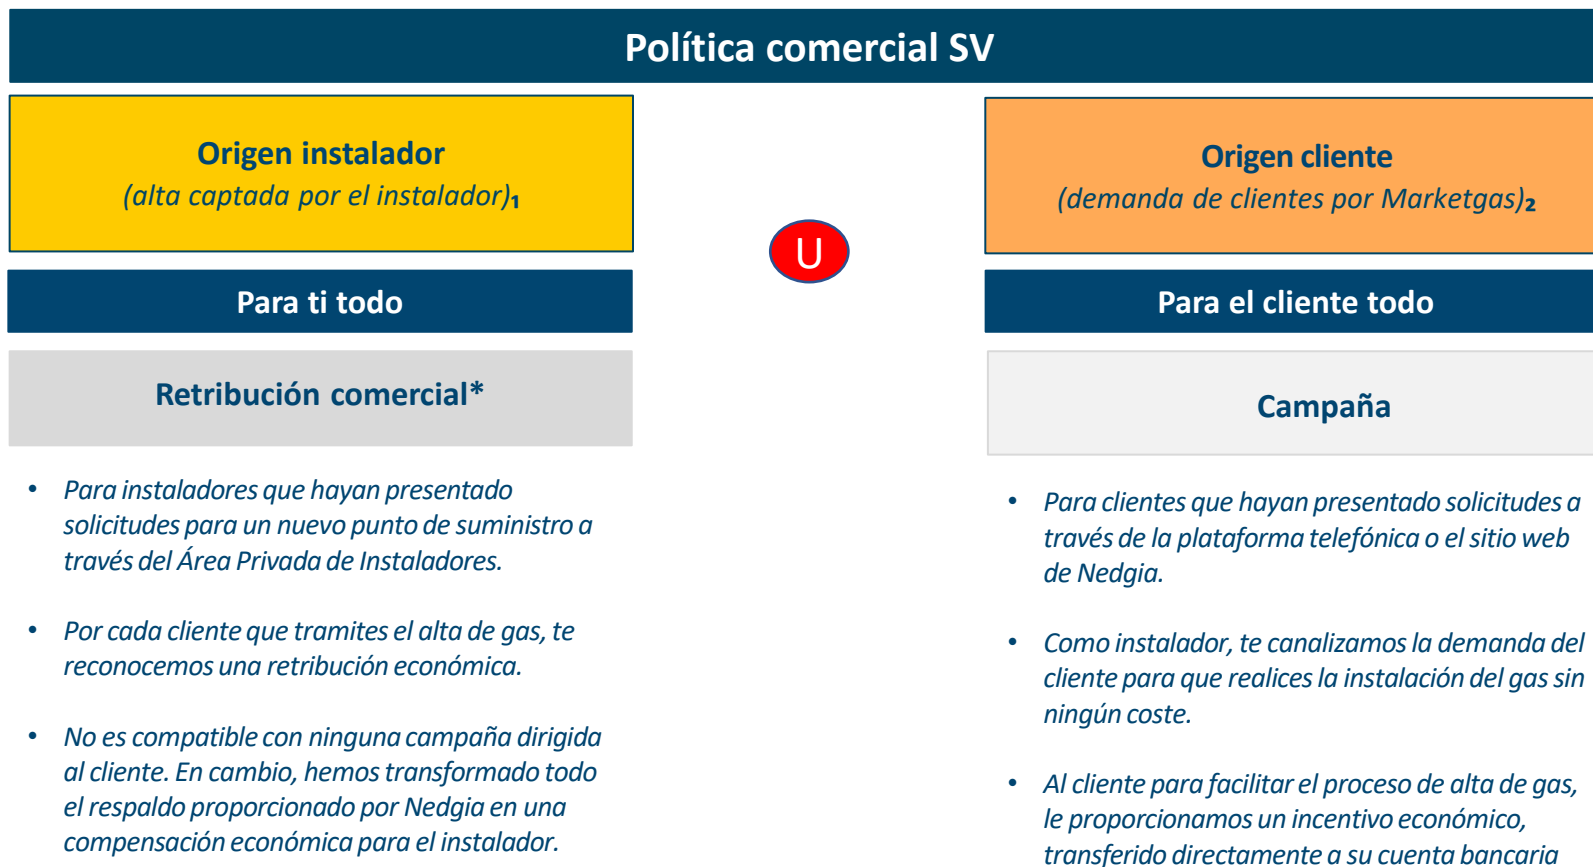 Política comercial SV
Origen instalador
(alta captada por el instalador)₁
Para ti todo
Retribución comercial*
• Para instaladores que hayan presentado
solicitudes para un nuevo punto de suministro a
través del Área Privada de Instaladores.
• Por cada cliente que tramites el alta de gas, te
reconocemos una retribución económica.
• No es compatible con ninguna campaña dirigida
al cliente. En cambio, hemos transformado todo
el respaldo proporcionado por Nedgia en una
compensación económica para el instalador.
U
Origen cliente
(demanda de clientes por Marketgas)₂
Para el cliente todo
Campaña
• Para clientes que hayan presentado solicitudes a
través de la plataforma telefónica o el sitio web
de Nedgia.
• Como instalador, te canalizamos la demanda del
cliente para que realices la instalación del gas sin
ningún coste.
• Al cliente para facilitar el proceso de alta de gas,
le proporcionamos un incentivo económico,
transferido directamente a su cuenta bancaria